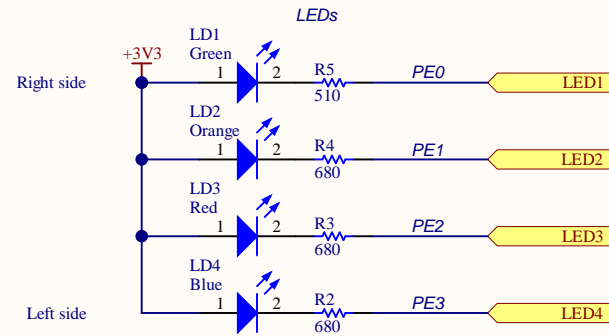 LEDs
LD1
Green
+3V3
1
2
R5
510
PE0
LED1
Right side
LD2
Orange
1
2
R4
680
PE1
LED2
LD3
Red
1
2
R3
680
PE2
LED3
LD4
Blue
1
2
R2
680
PE3
LED4
Left side